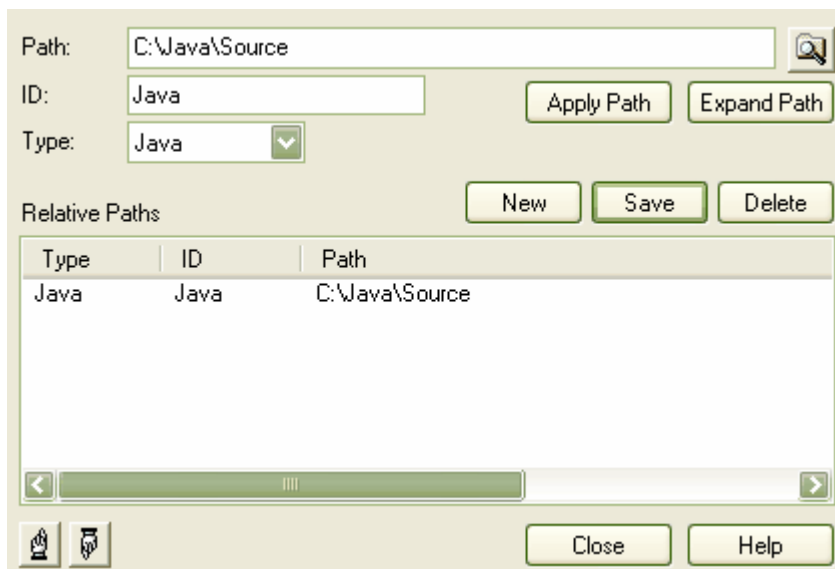 Path: C:\Java\Source
ID: Java Apply Path Expand Path
Type: Java
Relative Paths New Save Delete
Type ID Path
Java Java C:\Java\Source
Close Help